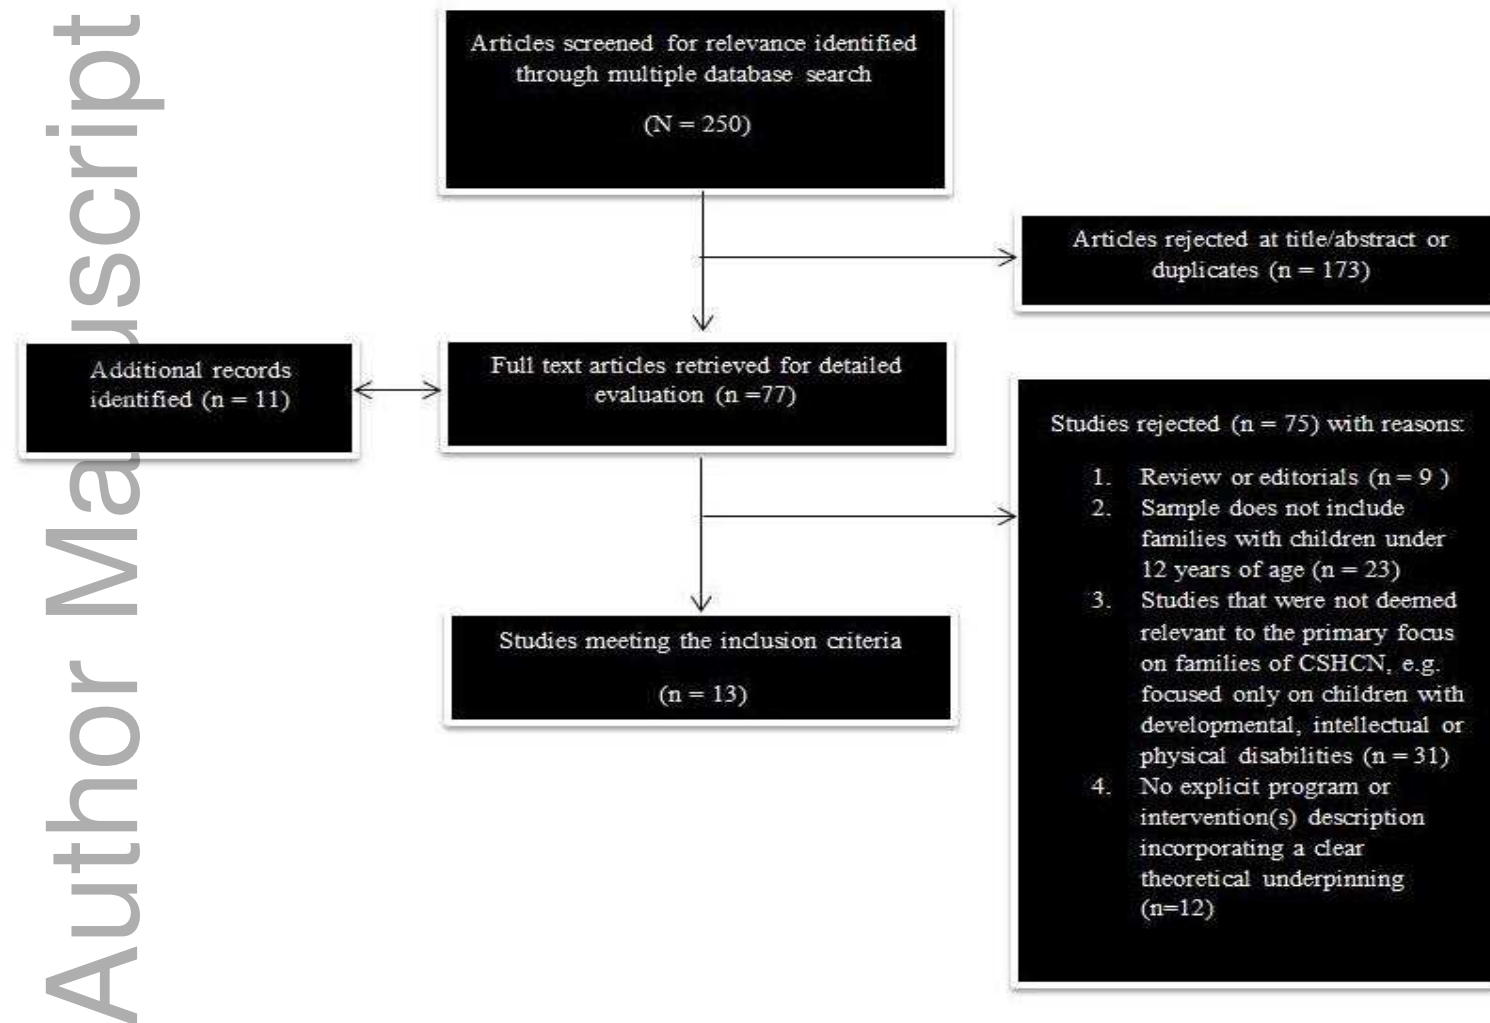 Author Manuscript
Articles screened for relevance identified
through multiple database search
(N = 250)
Articles rejected at title/abstract or
duplicates (n = 173)
Additional records
identified (n = 11)
Full text articles retrieved for detailed
evaluation (n =77)
Studies rejected (n = 75) with reasons:
1. Review or editorials (n = 9 )
2. Sample does not include
families with children under
12 years of age (n = 23)
3. Studies that were not deemed
relevant to the primary focus
on families of CSHCN, e.g.
focused only on children with
developmental, intellectual or
physical disabilities (n = 31)
4. No explicit program or
intervention(s) description
incorporating a clear
theoretical underpinning
(n=12)
Studies meeting the inclusion criteria
(n = 13)